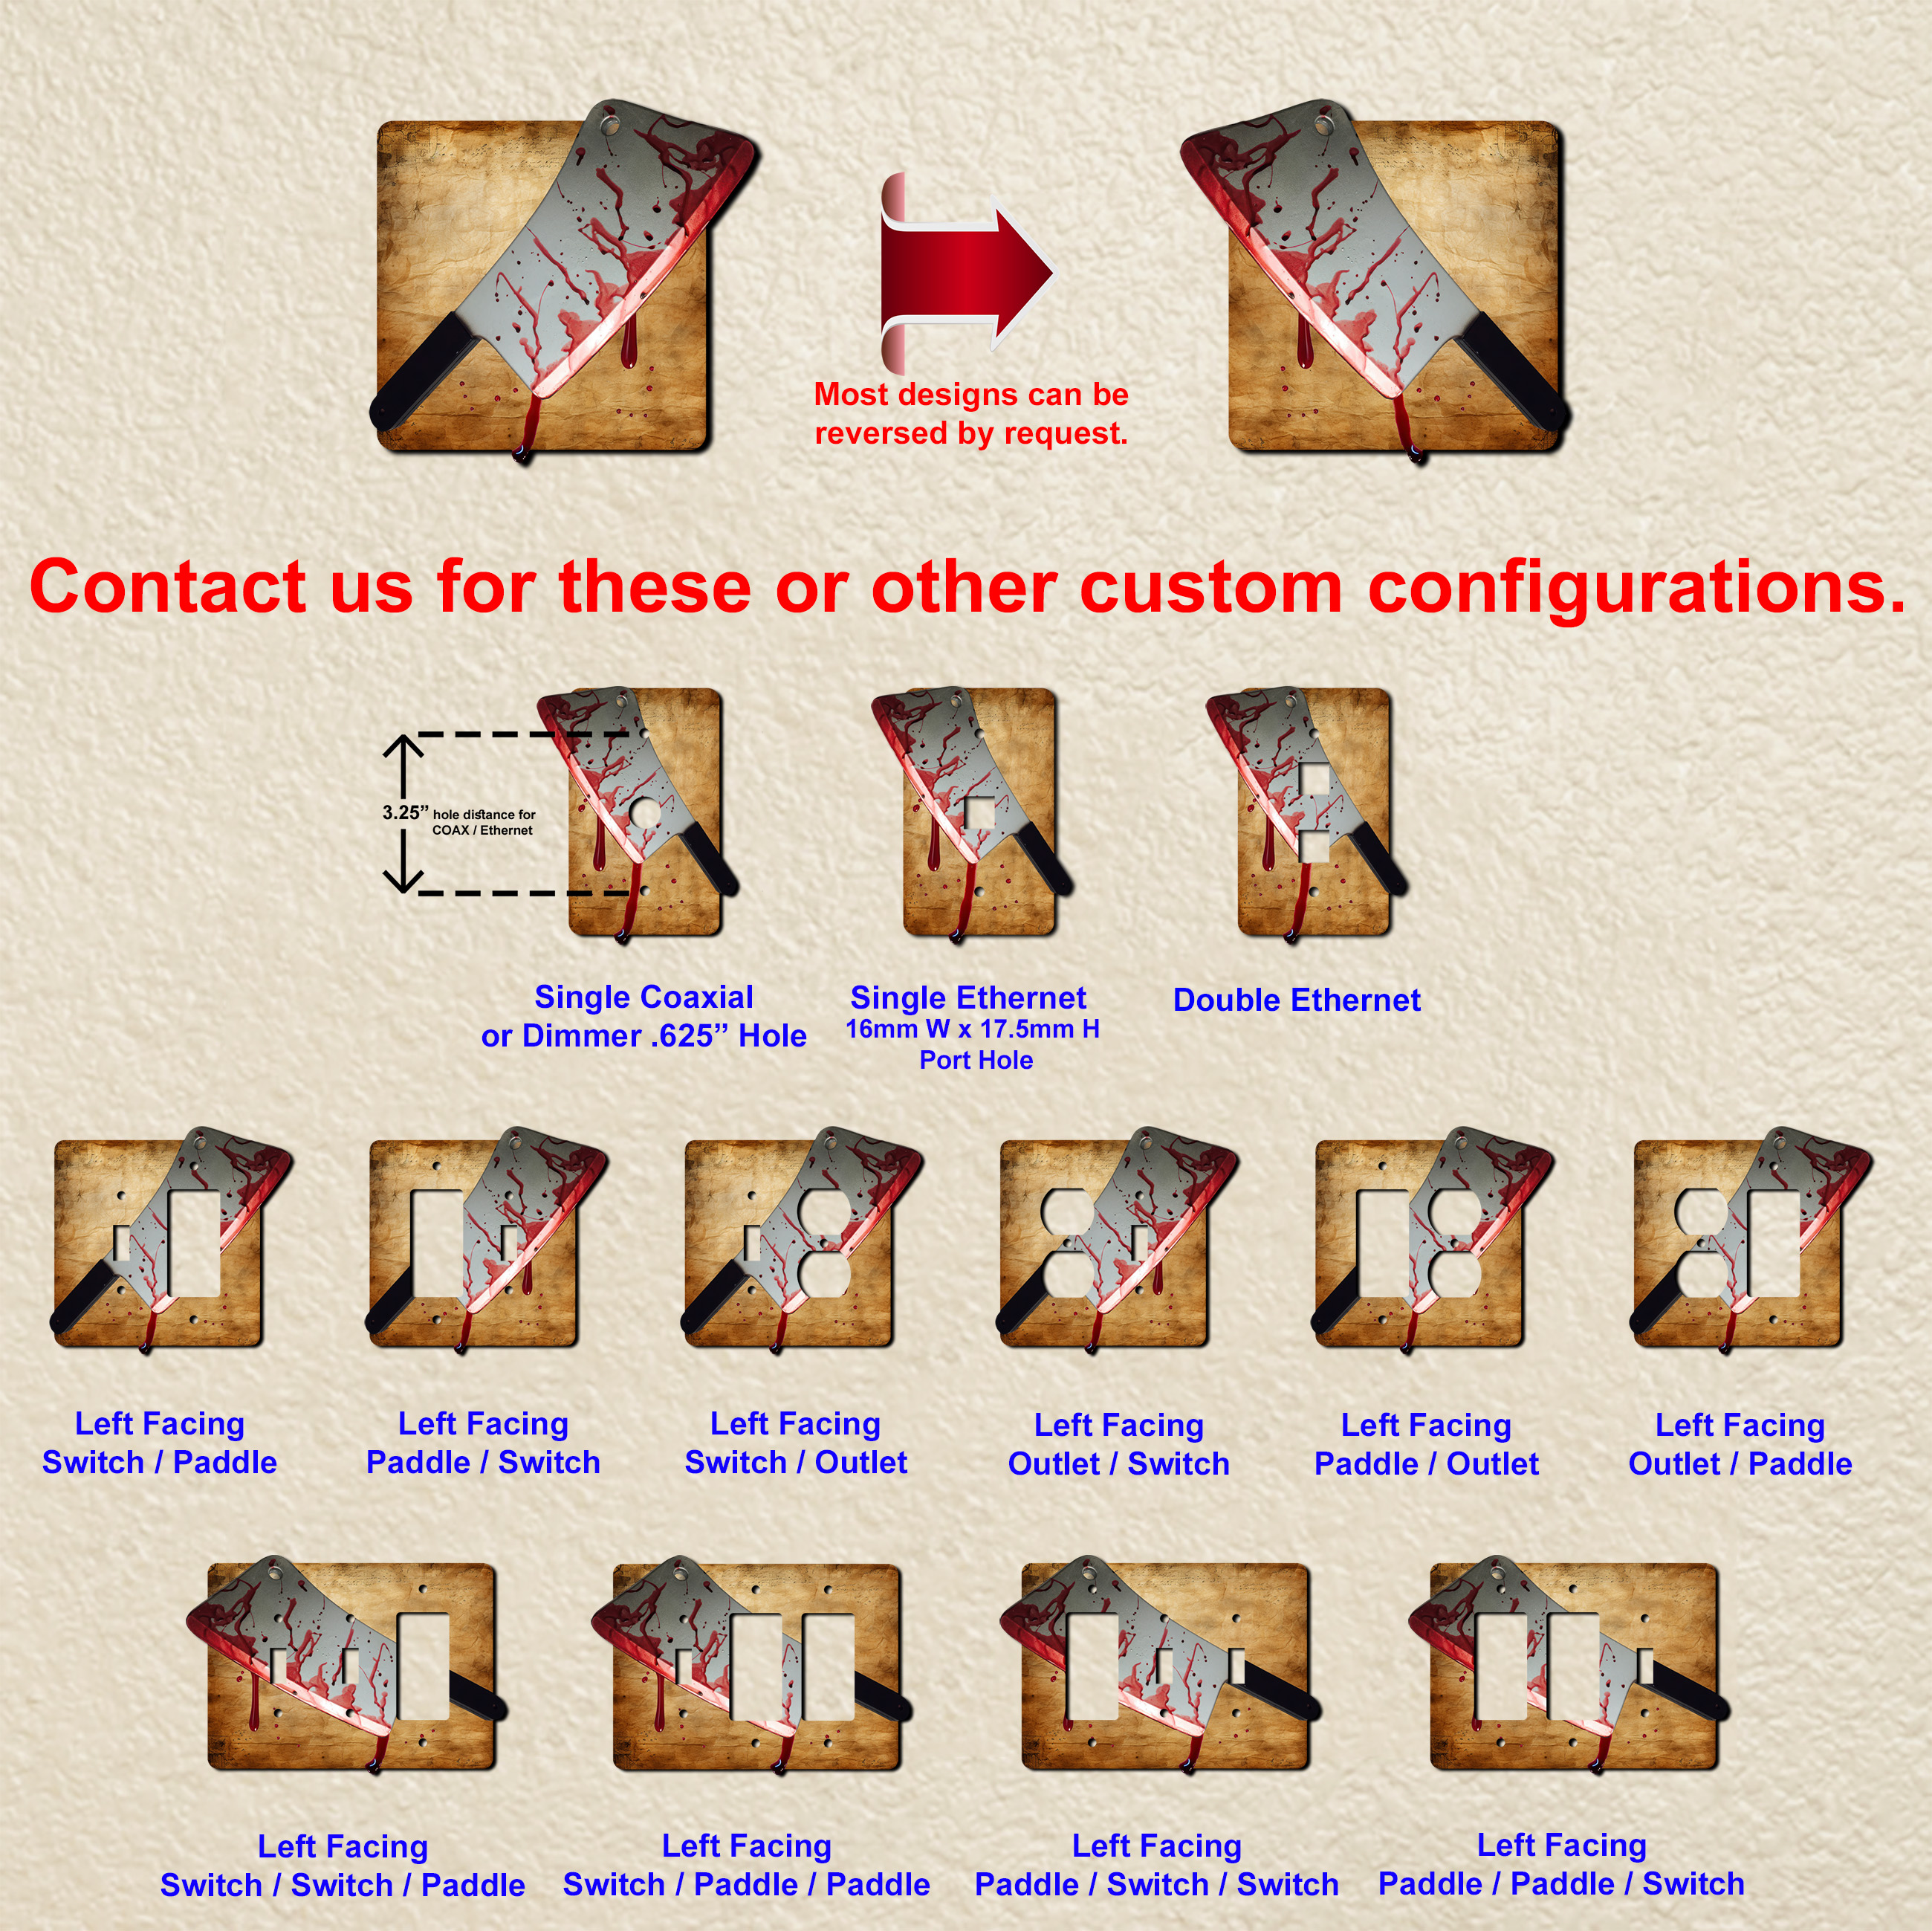 Most designs can be
reversed by request.
Contact us for these or other custom configurations.
3.25” hole distance for
COAX / Ethernet
Single Coaxial
or Dimmer .625” Hole
Single Ethernet
16mm W x 17.5mm H
Port Hole
Double Ethernet
Left Facing
Switch / Paddle
Left Facing
Paddle / Switch
Left Facing
Switch / Outlet
Left Facing
Outlet / Switch
Left Facing
Paddle / Outlet
Left Facing
Outlet / Paddle
Left Facing
Switch / Switch / Paddle
Left Facing
Switch / Paddle / Paddle
Left Facing
Paddle / Switch / Switch
Left Facing
Paddle / Paddle / Switch